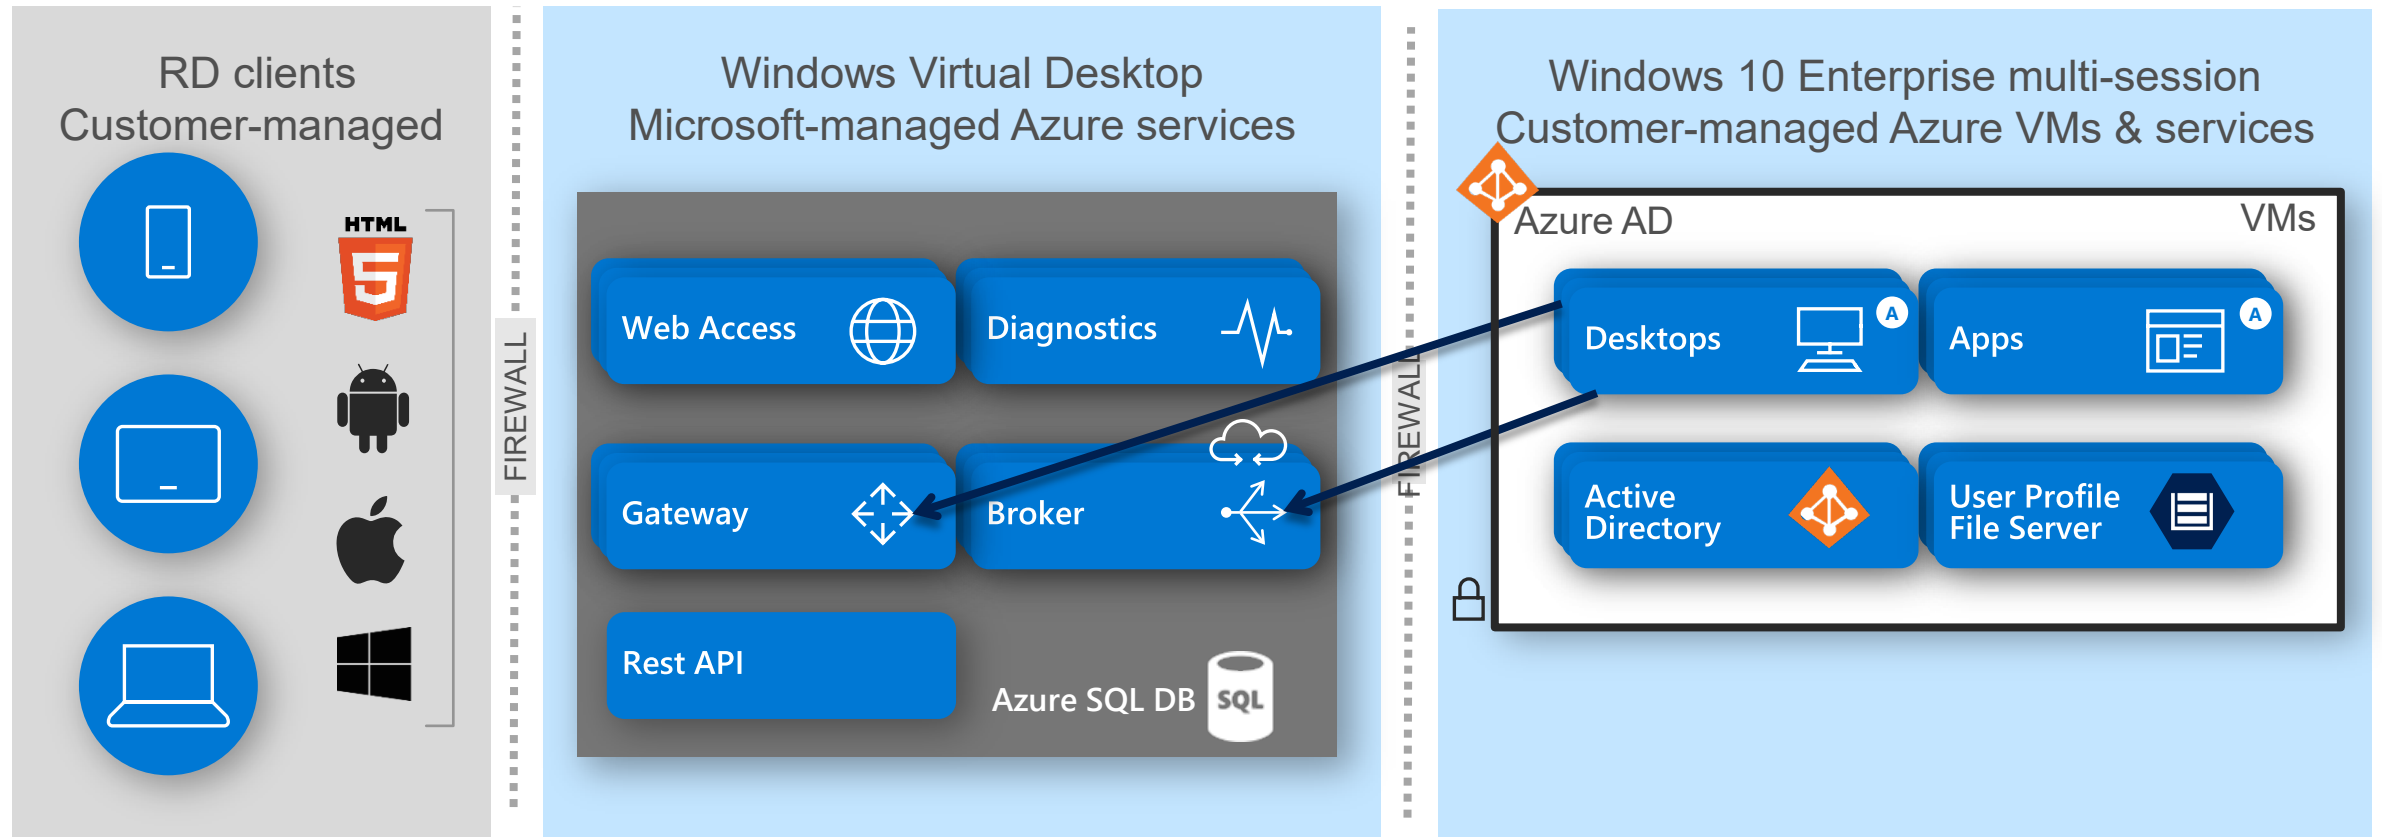 RD clients
Customer-managed
HTML
5
FIREWALL
Windows Virtual Desktop
Microsoft-managed Azure services
Web Access
Diagnostics
Gateway
Broker
Rest API
Azure SQL DB
SQL
FIREWALL
Windows 10 Enterprise multi-session
Customer-managed Azure VMs & services
Azure AD
VMs
Desktops
A
Apps
A
Active
Directory
User Profile
File Server